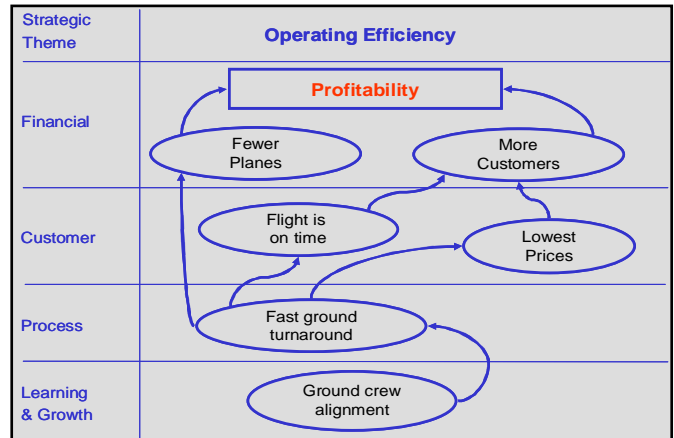 Strategic
Theme
Operating Efficiency
Financial
Profitability
Fewer
Planes
More
Customers
Customer
Flight is
on time
Lowest
Prices
Process
Fast ground
turnaround
Learning
& Growth
Ground crew
alignment